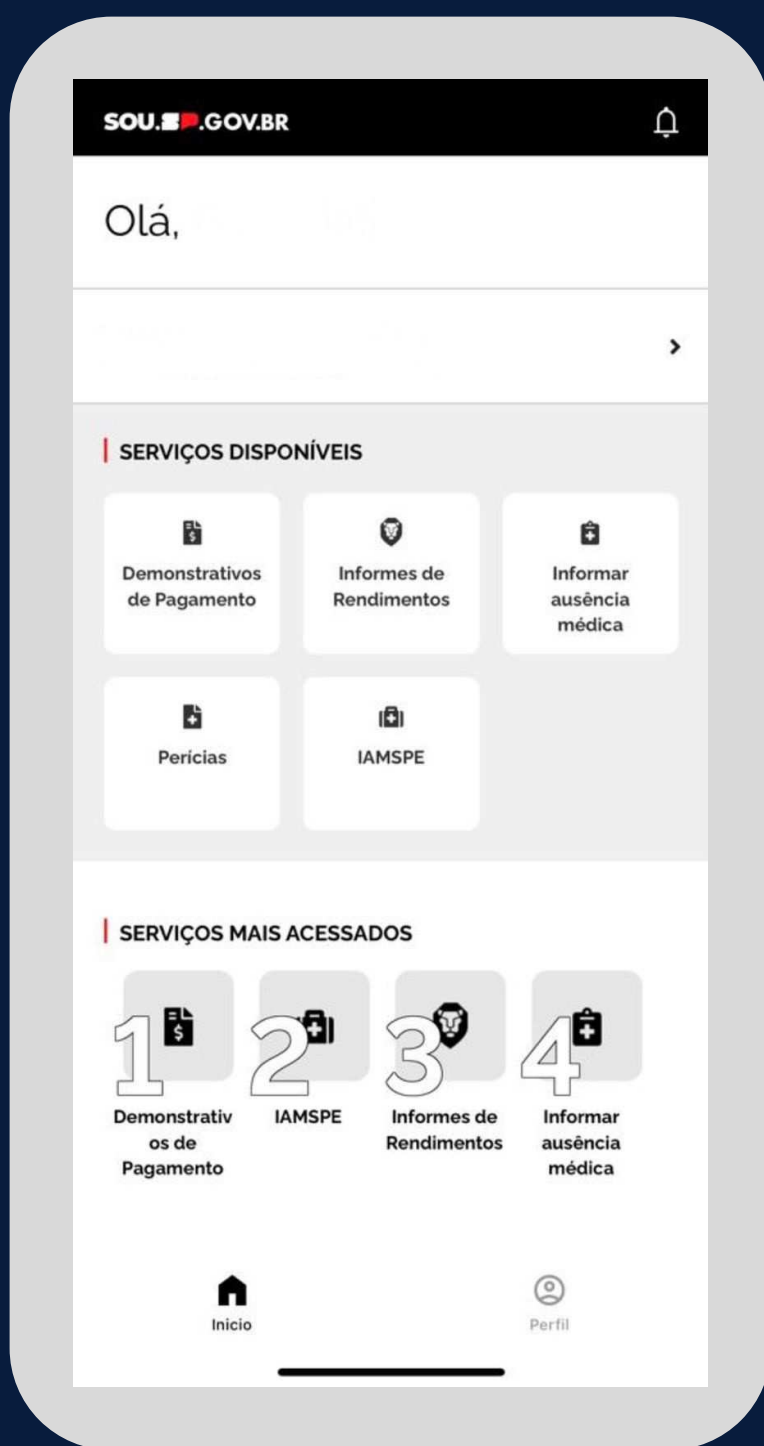 SOU.SP.GOV.BR
Olá,
SERVIÇOS DISPONÍVEIS
Demonstrativos
de Pagamento
Informes de
Rendimentos
Informar
ausência
médica
Perícias
IAMSPE
SERVIÇOS MAIS ACESSADOS
1
Demonstrativ
os de
Pagamento
2
IAMSPE
3
Informes de
Rendimentos
4
Informar
ausência
médica
Inicio
Perfil